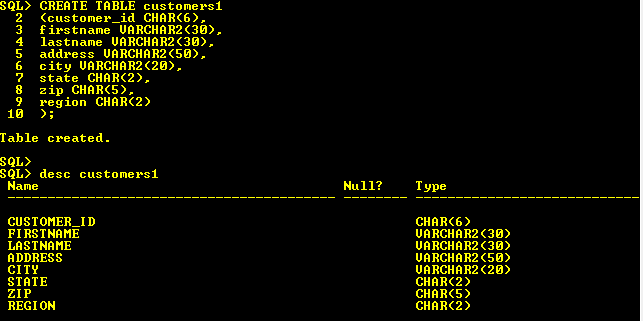 SQL> CREATE TABLE customers1
2 (customer_id CHAR(6),
3 firstname VARCHAR2(30),
4 lastname VARCHAR2(30),
5 address VARCHAR2(50),
6 city VARCHAR2(20),
7 state CHAR(2),
8 zip CHAR(5),
9 region CHAR(2)
10 );
Table created.
SQL>
SQL> desc customers1
Name Null? Type
----------------------------------------- -------- ----------------------------
CUSTOMER_ID CHAR(6)
FIRSTNAME VARCHAR2(30)
LASTNAME VARCHAR2(30)
ADDRESS VARCHAR2(50)
CITY VARCHAR2(20)
STATE CHAR(2)
ZIP CHAR(5)
REGION CHAR(2)